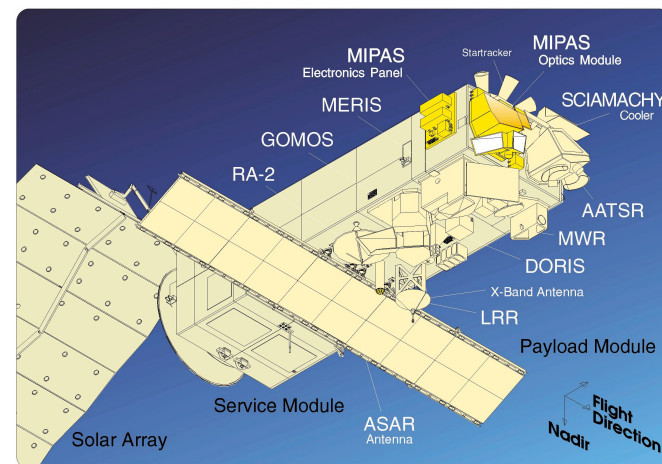 MIPAS
Electronics Panel
Startracker
MIPAS
Optics Module
MERIS
SCIAMACHY
Cooler
GOMOS
RA-2
AATSR
MWR
DORIS
X-Band Antenna
LRR
Payload Module
Service Module
ASAR
Antenna
Solar Array
Flight
Direction
Nadir